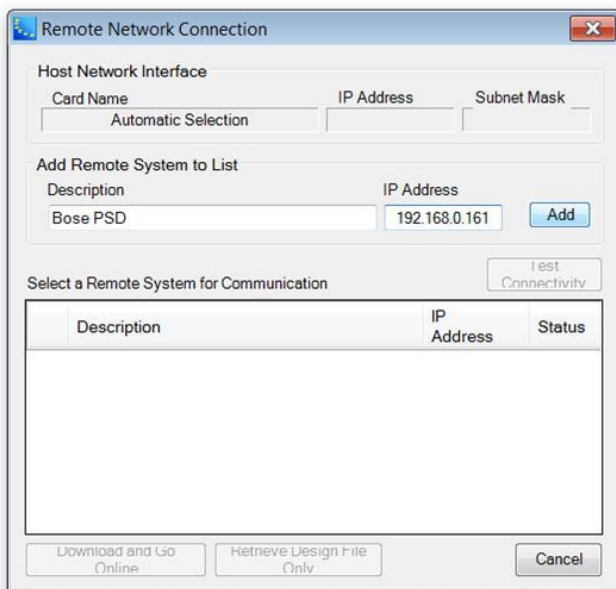 Remote Network Connection
Host Network Interface
Card Name IP Address Subnet Mask
Automatic Selection
Add Remote System to List
Description IP Address
Bose PSD 192.168.0.161 Add
Test
Select a Remote System for Communication Connectivity
IP
Description Status
Address
Download and Go Retrieve Design File
Online Only Cancel